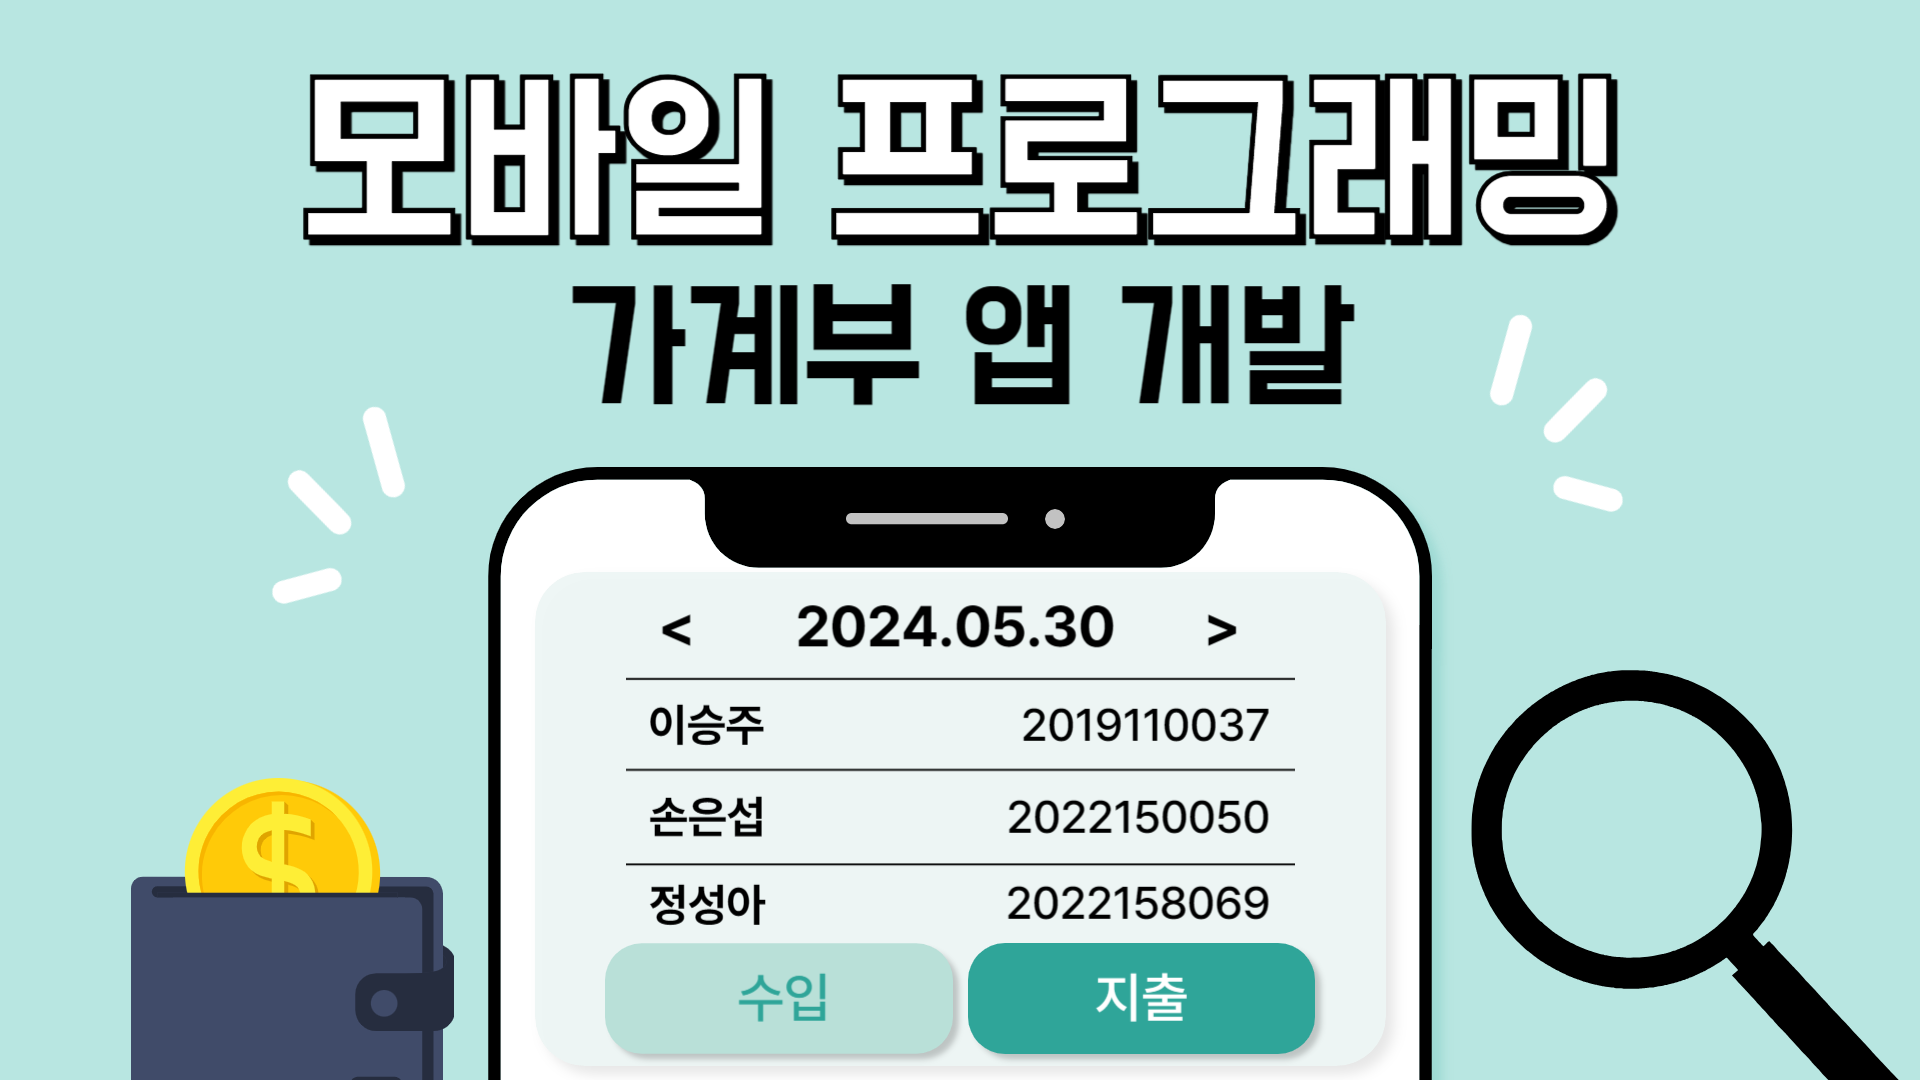 모바일 프로그래밍
가계부 앱 개발
< 2024.05.30 >
이승주 2019110037
손은섭 2022150050
정성아 2022158069
수입 지출
$